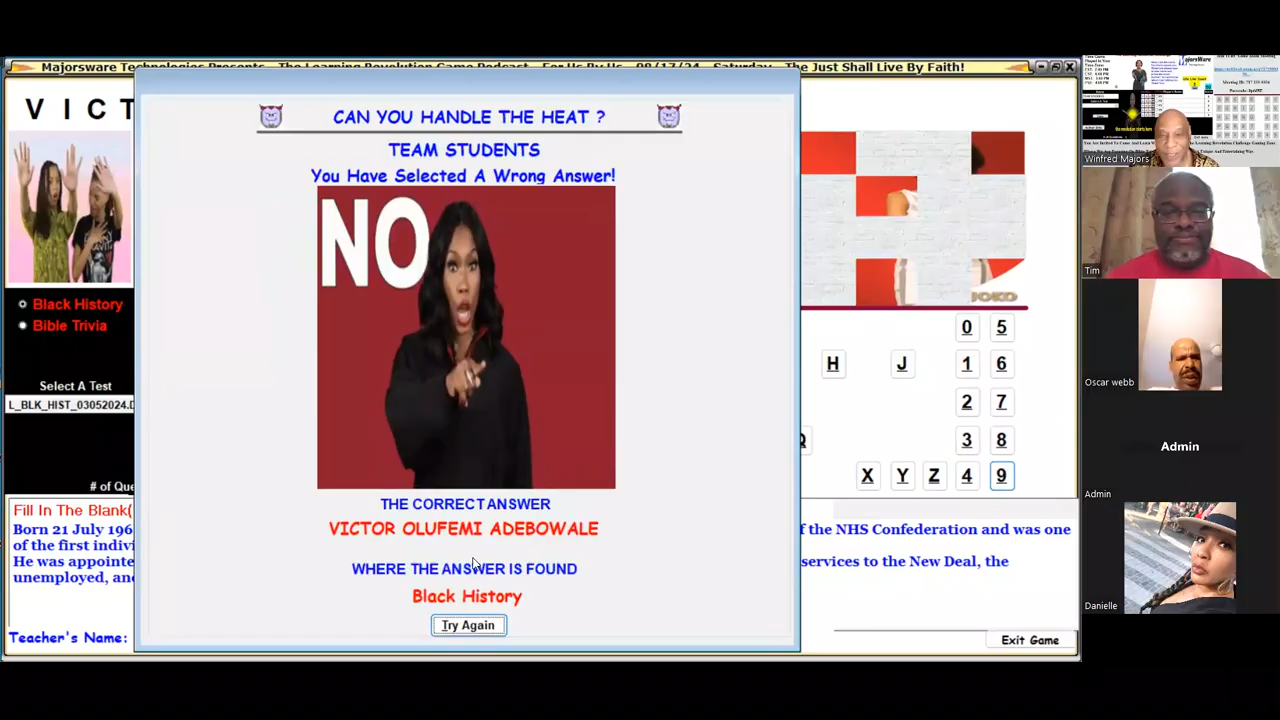 Majorsware Technologies Presents - The Learning Revolution Game Podcast - For Us By Us - 08/17/24 - Saturday - The Just Shall Live By Faith!
VICT
CAN YOU HANDLE THE HEAT ?
TEAM STUDENTS
You Have Selected A Wrong Answer!
NO
Black History
Bible Trivia
Select A Test
L_BLK_HIST_03052024.D
# of Que
THE CORRECT ANSWER
VICTOR OLUFEMI ADEBOWALE
WHERE THE ANSWER IS FOUND
Black History
Try Again
0 5
H J 1 6
2 7
Q 3 8
X Y Z 4 9
Fill In The Blank(
Born 21 July 196
f the NHS Confederation and was one
of the first indivi
He was appointe
services to the New Deal, the
unemployed, and
Teacher's Name:
Exit Game
Winfred Majors
Tim
Oscar webb
Admin
Admin
Danielle